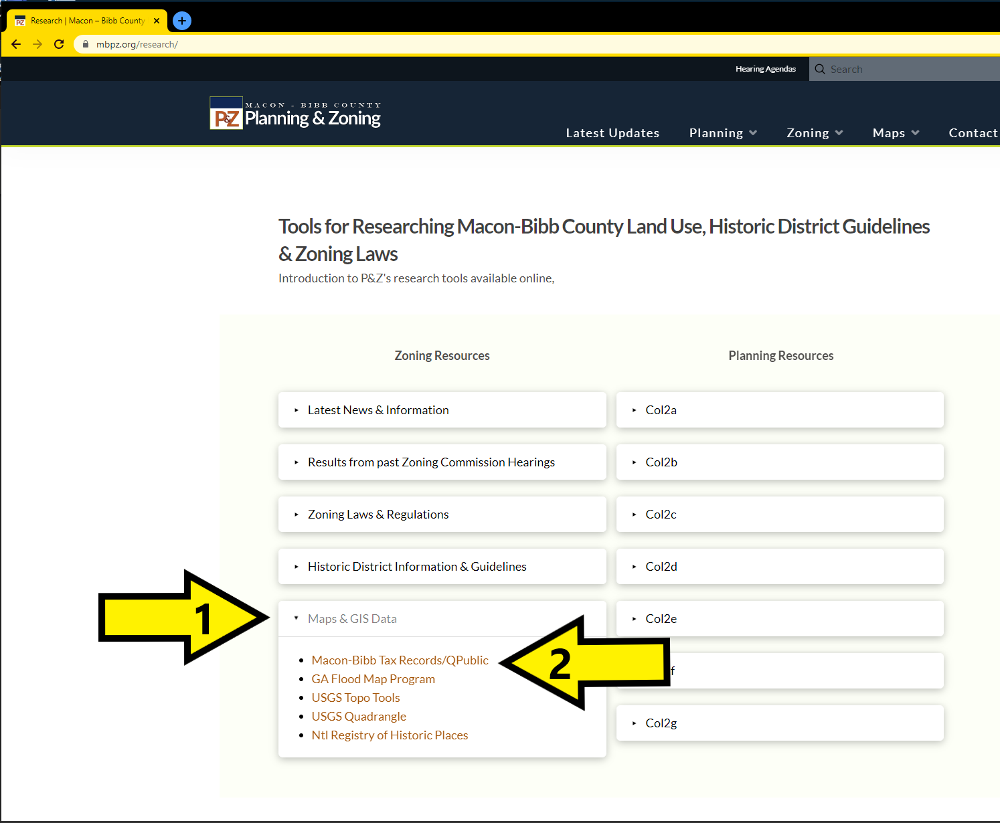 Research | Macon – Bibb County
mbpz.org/research/
Hearing Agendas
Search
P&Z
MACON - BIBB COUNTY
Planning & Zoning
Latest Updates
Planning
Zoning
Maps
Contact
Tools for Researching Macon-Bibb County Land Use, Historic District Guidelines
& Zoning Laws
Introduction to P&Z's research tools available online,
Zoning Resources
Planning Resources
Latest News & Information
Col2a
Results from past Zoning Commission Hearings
Col2b
Zoning Laws & Regulations
Col2c
Historic District Information & Guidelines
Col2d
1
Maps & GIS Data
Col2e
Macon-Bibb Tax Records/QPublic
2
f
GA Flood Map Program
USGS Topo Tools
USGS Quadrangle
Ntl Registry of Historic Places
Col2g